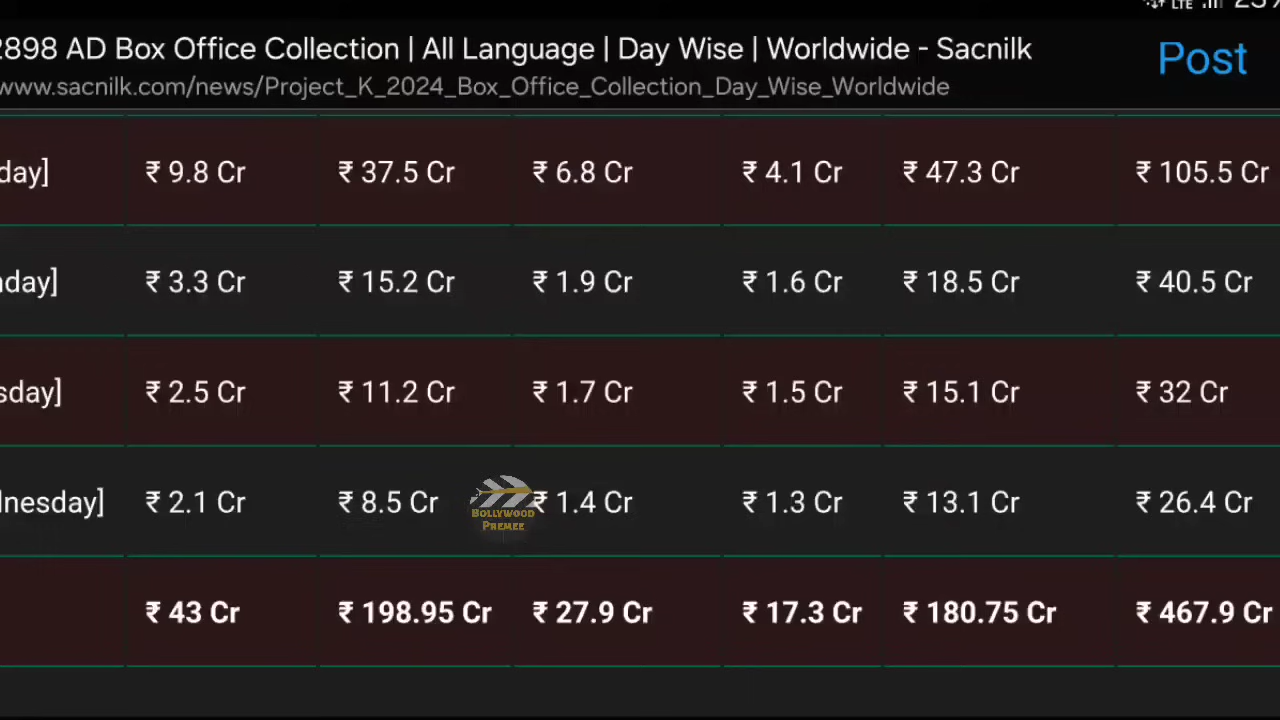 LTE
2898 AD Box Office Collection | All Language | Day Wise | Worldwide - Sacnilk
Post
www.sacnilk.com/news/Project_K_2024_Box_Office_Collection_Day_Wise_Worldwide
day] ₹ 9.8 Cr ₹ 37.5 Cr ₹ 6.8 Cr ₹ 4.1 Cr ₹ 47.3 Cr ₹ 105.5 Cr
day] ₹ 3.3 Cr ₹ 15.2 Cr ₹ 1.9 Cr ₹ 1.6 Cr ₹ 18.5 Cr ₹ 40.5 Cr
sday] ₹ 2.5 Cr ₹ 11.2 Cr ₹ 1.7 Cr ₹ 1.5 Cr ₹ 15.1 Cr ₹ 32 Cr
nesday] ₹ 2.1 Cr ₹ 8.5 Cr ₹ 1.4 Cr ₹ 1.3 Cr ₹ 13.1 Cr ₹ 26.4 Cr
BOLLYWOOD
PREMEE
₹ 43 Cr ₹ 198.95 Cr ₹ 27.9 Cr ₹ 17.3 Cr ₹ 180.75 Cr ₹ 467.9 Cr